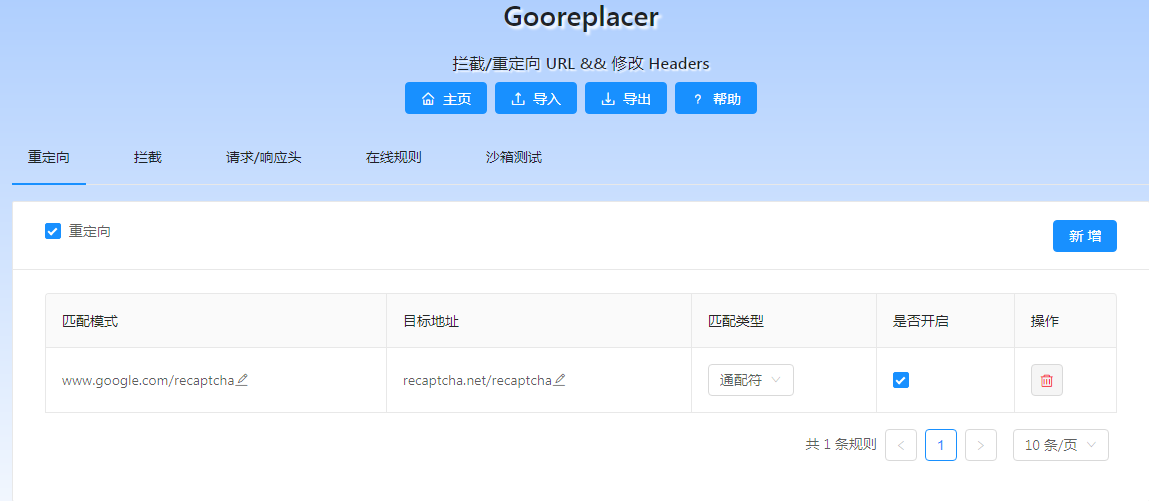 Gooreplacer
拦截/重定向 URL && 修改 Headers
主页 导入 导出 ? 帮助
重定向 拦截 请求/响应头 在线规则 沙箱测试
重定向 新 增
匹配模式 目标地址 匹配类型 是否开启 操作
www.google.com/recaptcha recaptcha.net/recaptcha 通配符
共 1 条规则 < 1 > 10 条/页